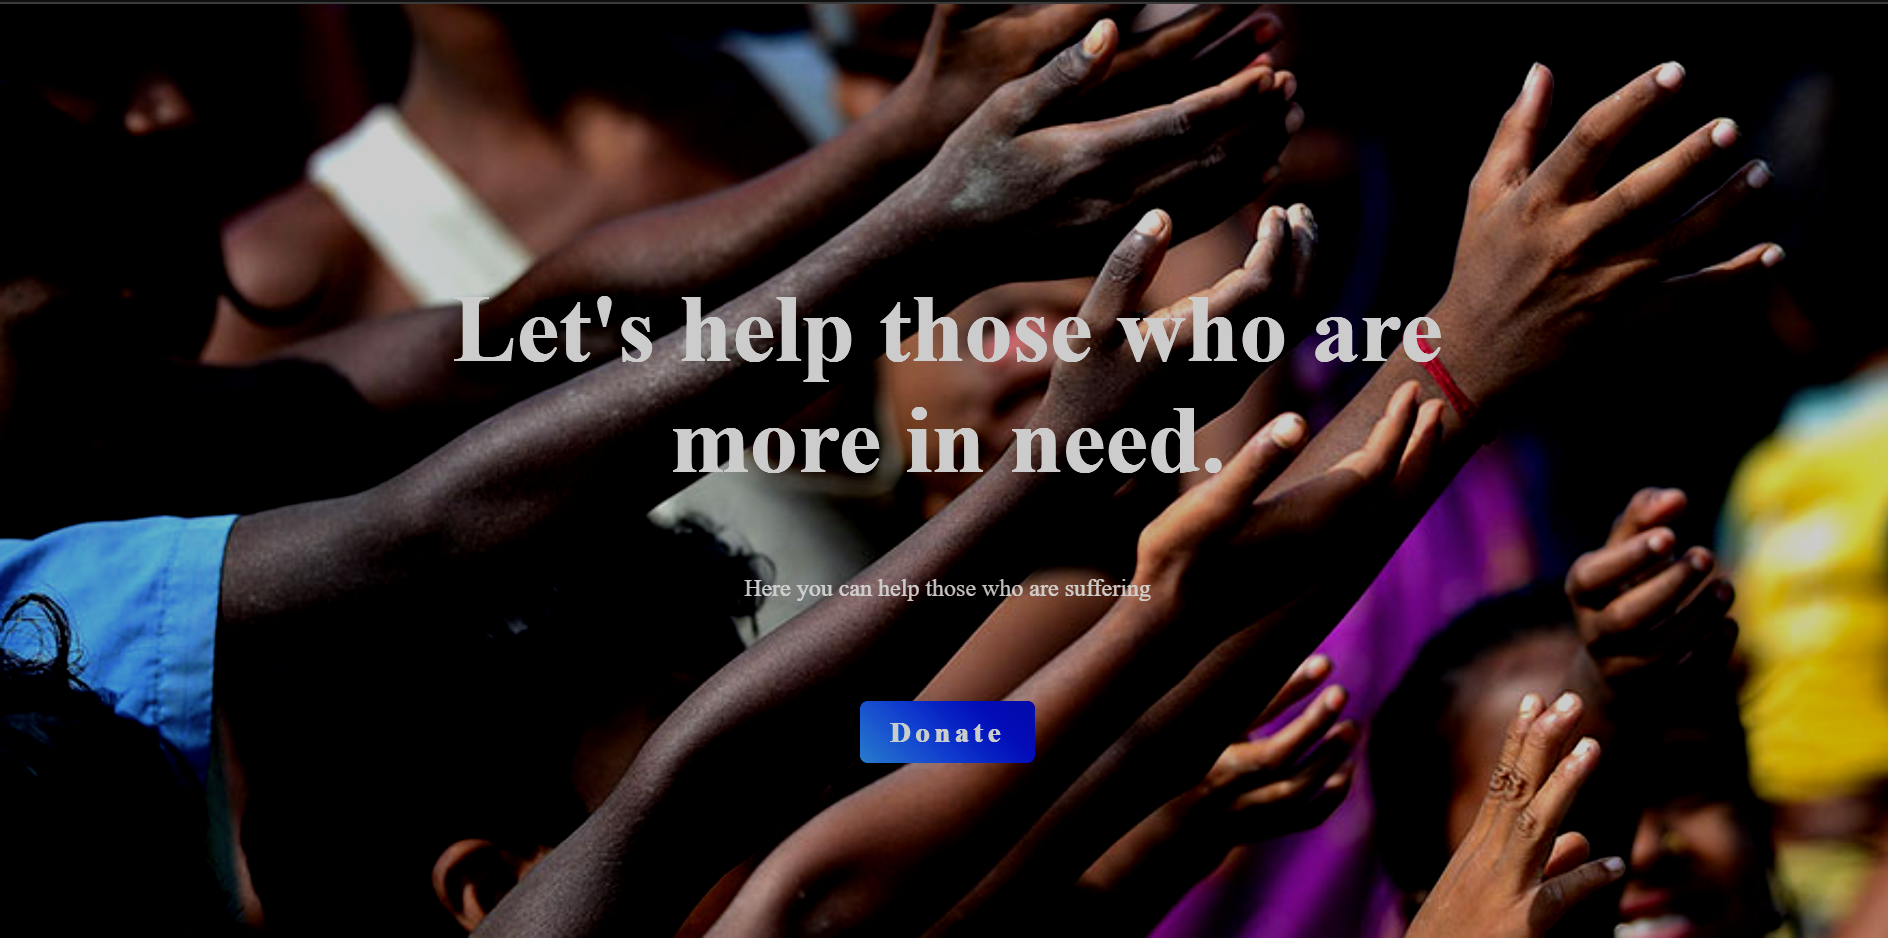 Let's help those who are
more in need.
Here you can help those who are suffering
Donate